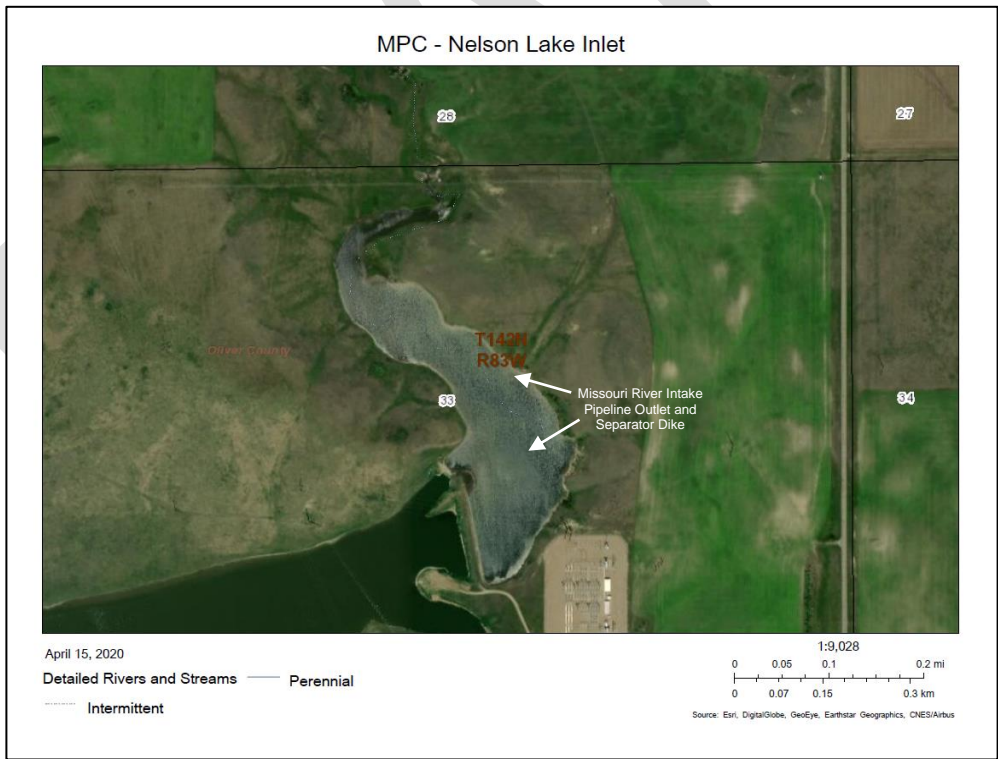 MPC - Nelson Lake Inlet
28
27
T142N
R83W
Oliver County
Missouri River Intake
Pipeline Outlet and
Separator Dike
33
34
April 15, 2020
Detailed Rivers and Streams
Perennial
Intermittent
1:9,028
0 0.05 0.1 0.2 mi
0 0.07 0.15 0.3 km
Source: Esri, DigitalGlobe, GeoEye, Earthstar Geographics, CNES/Airbus